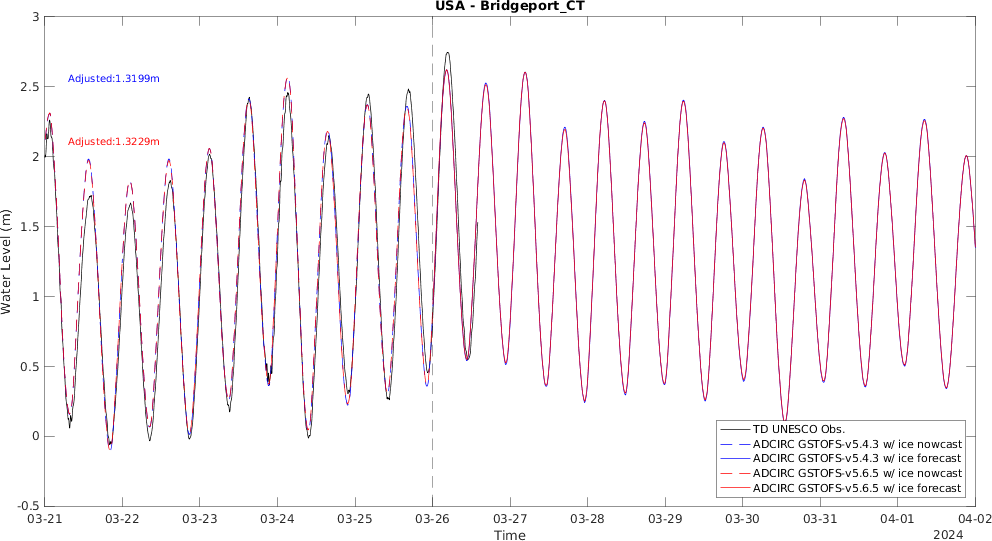 USA - Bridgeport_CT
3
2.5
2
1.5
1
0.5
0
-0.5
Water Level (m)
Adjusted:1.3199m
Adjusted:1.3229m
TD UNESCO Obs.
ADCIRC GSTOFS-v5.4.3 w/ ice nowcast
ADCIRC GSTOFS-v5.4.3 w/ ice forecast
ADCIRC GSTOFS-v5.6.5 w/ ice nowcast
ADCIRC GSTOFS-v5.6.5 w/ ice forecast
03-21 03-22 03-23 03-24 03-25 03-26 03-27 03-28 03-29 03-30 03-31 04-01 04-02
Time 2024